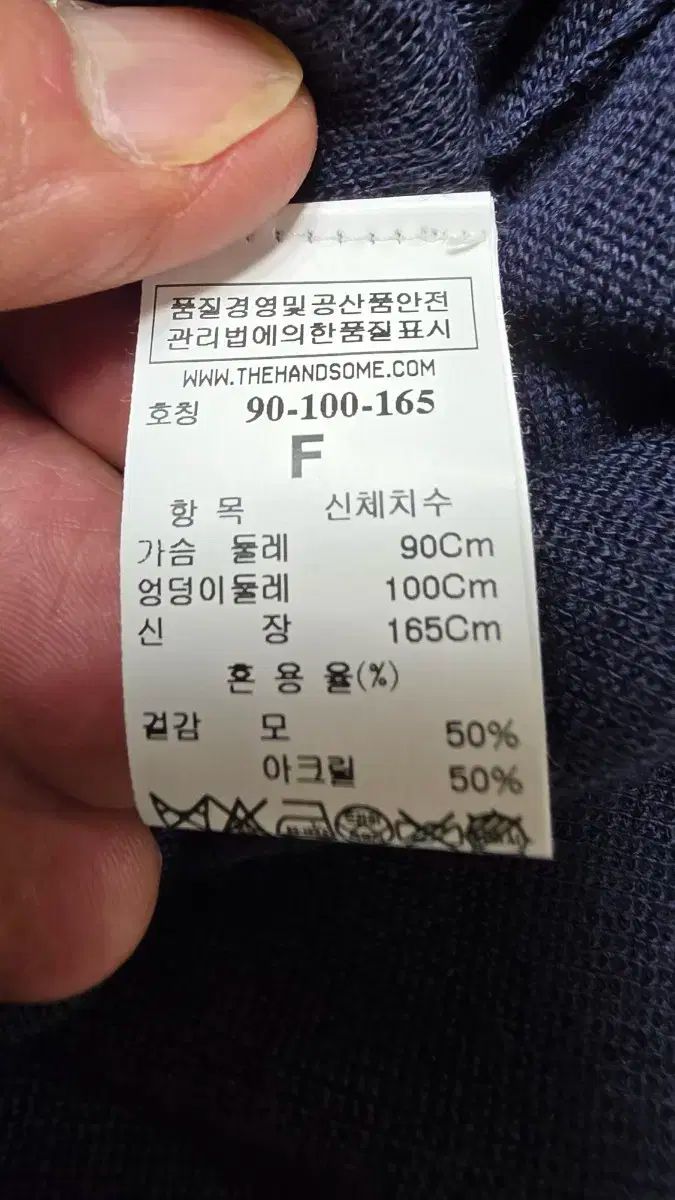 품질경영및공산품안전
관리법에의한품질표시
WWW.THEHANDSOME.COM
호칭 90-100-165
F
항 목 신체치수
가슴 둘레 90Cm
엉덩이둘레 100Cm
신 장 165Cm
혼 용 율(%)
겉감 모 50%
아크릴 50%